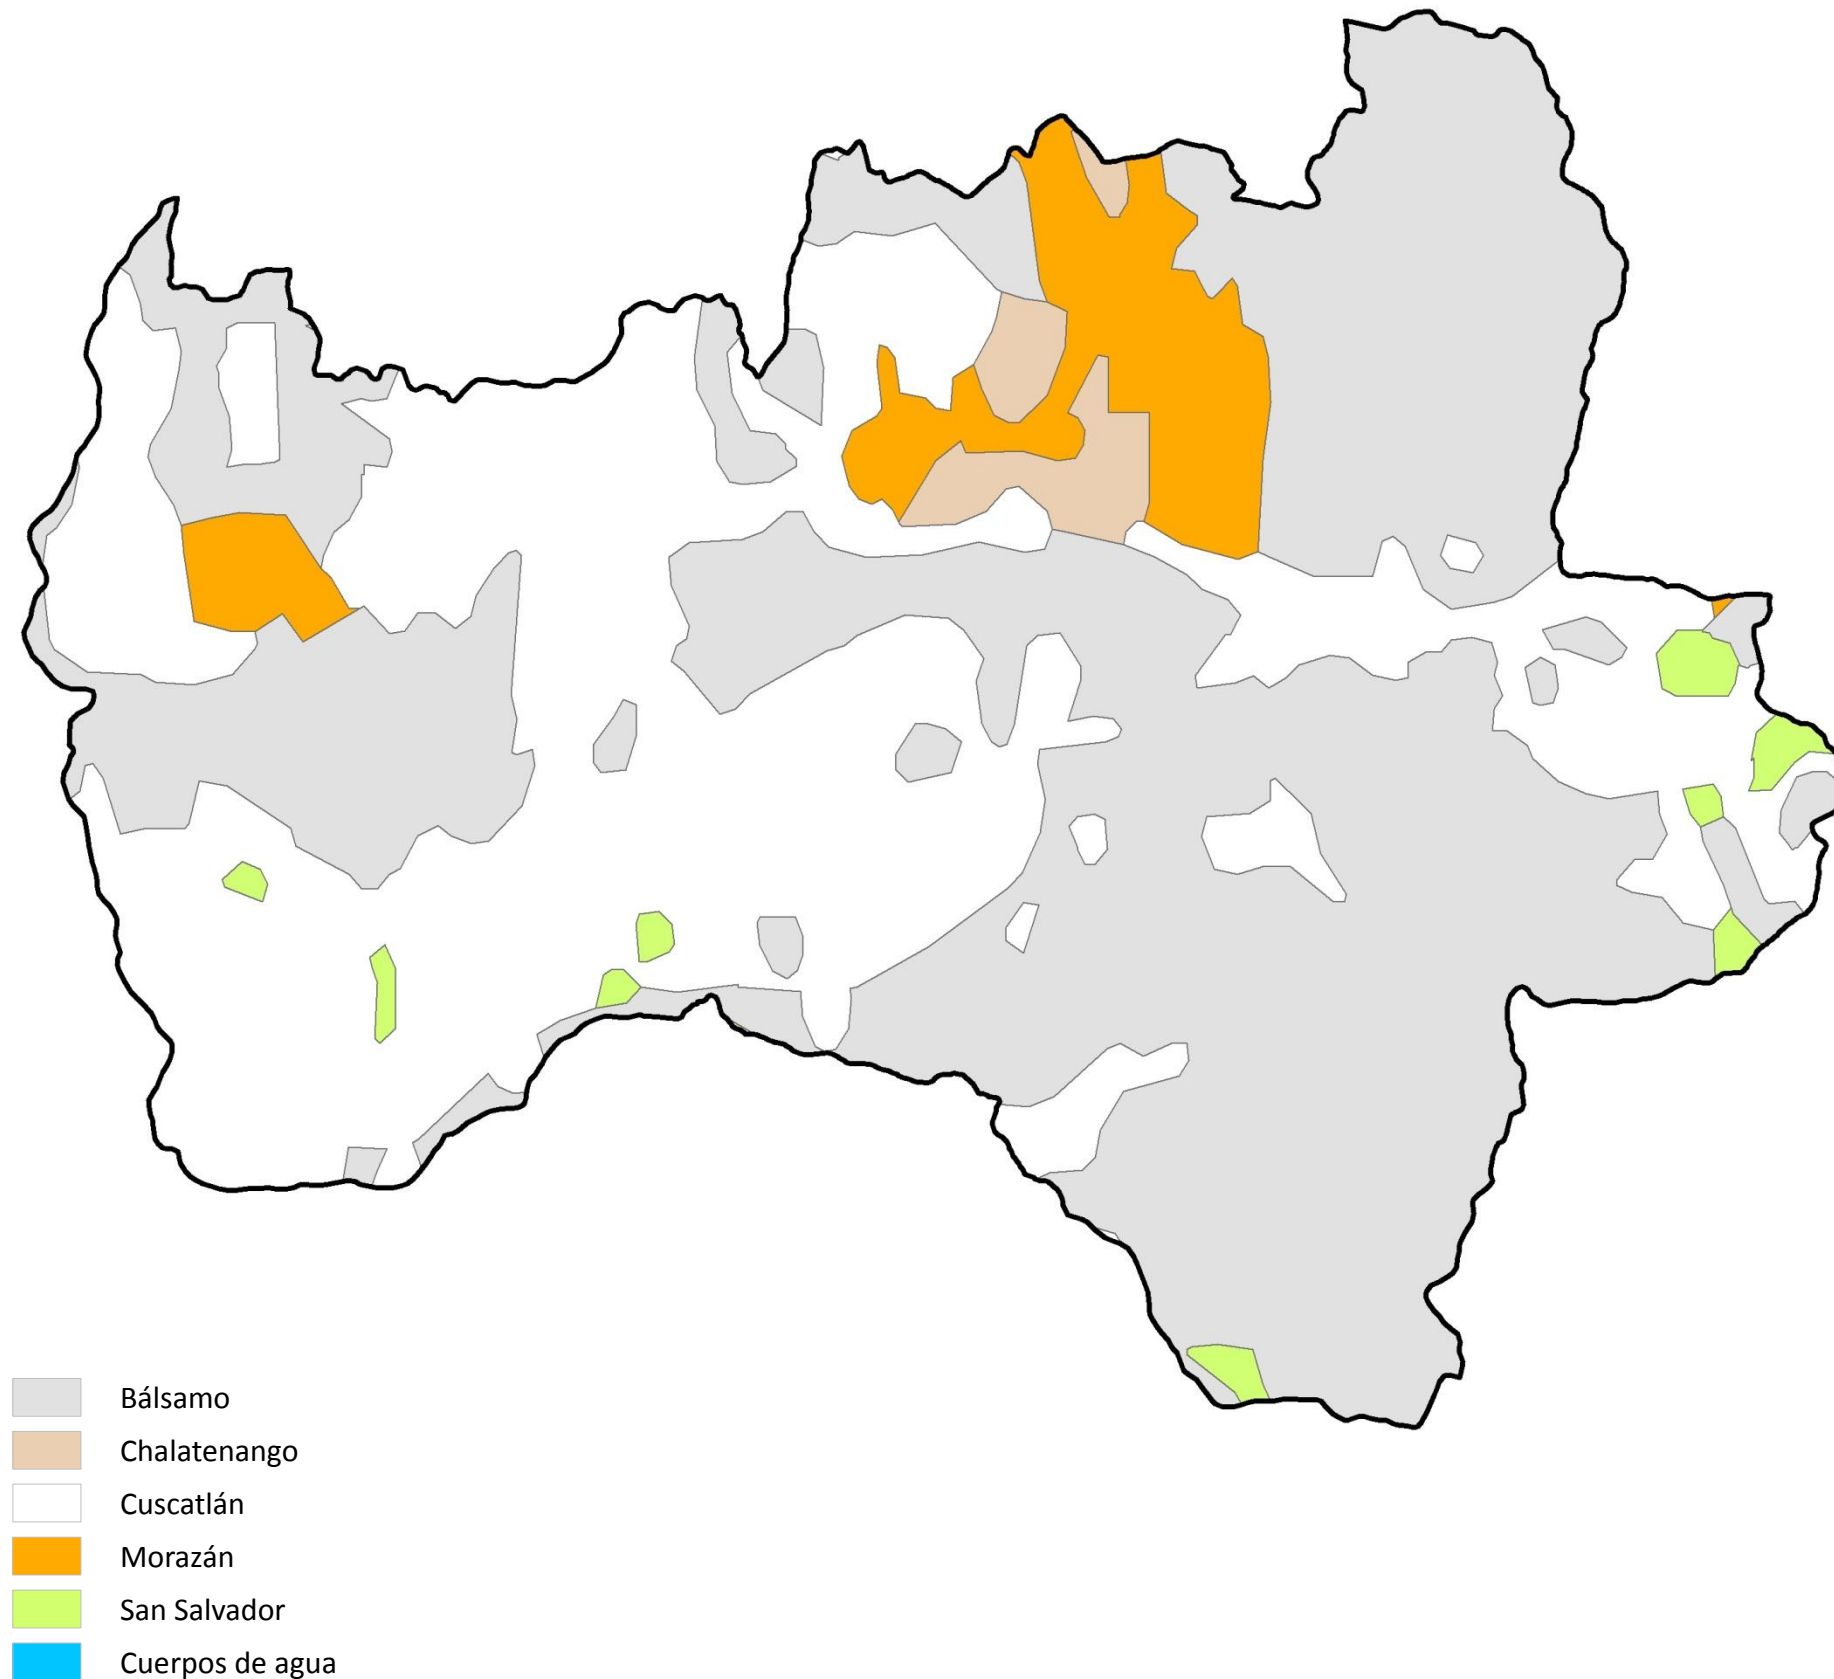 Bálsamo
Chalatenango
Cuscatlán
Morazán
San Salvador
Cuerpos de agua